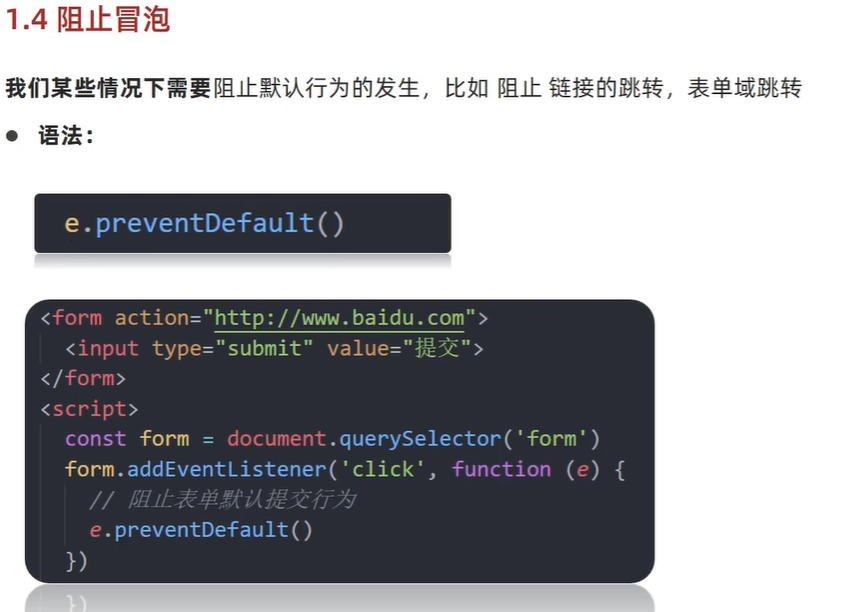 1.4 阻止冒泡
我们某些情况下需要阻止默认行为的发生，比如 阻止 链接的跳转，表单域跳转
● 语法：
e.preventDefault()
<form action="http://www.baidu.com">
<input type="submit" value="提交">
</form>
<script>
const form = document.querySelector('form')
form.addEventListener('click', function (e) {
// 阻止表单默认提交行为
e.preventDefault()
})